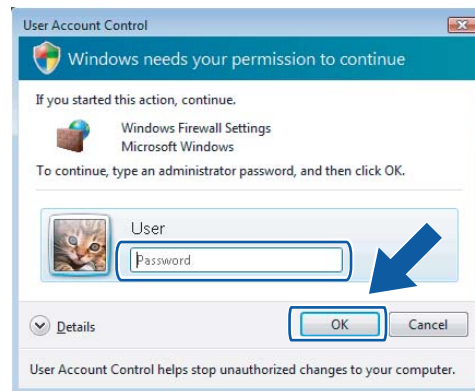 User Account Control
Windows needs your permission to continue
If you started this action, continue.
Windows Firewall Settings
Microsoft Windows
To continue, type an administrator password, and then click OK.
User
Password
Details
OK
Cancel
User Account Control helps stop unauthorized changes to your computer.